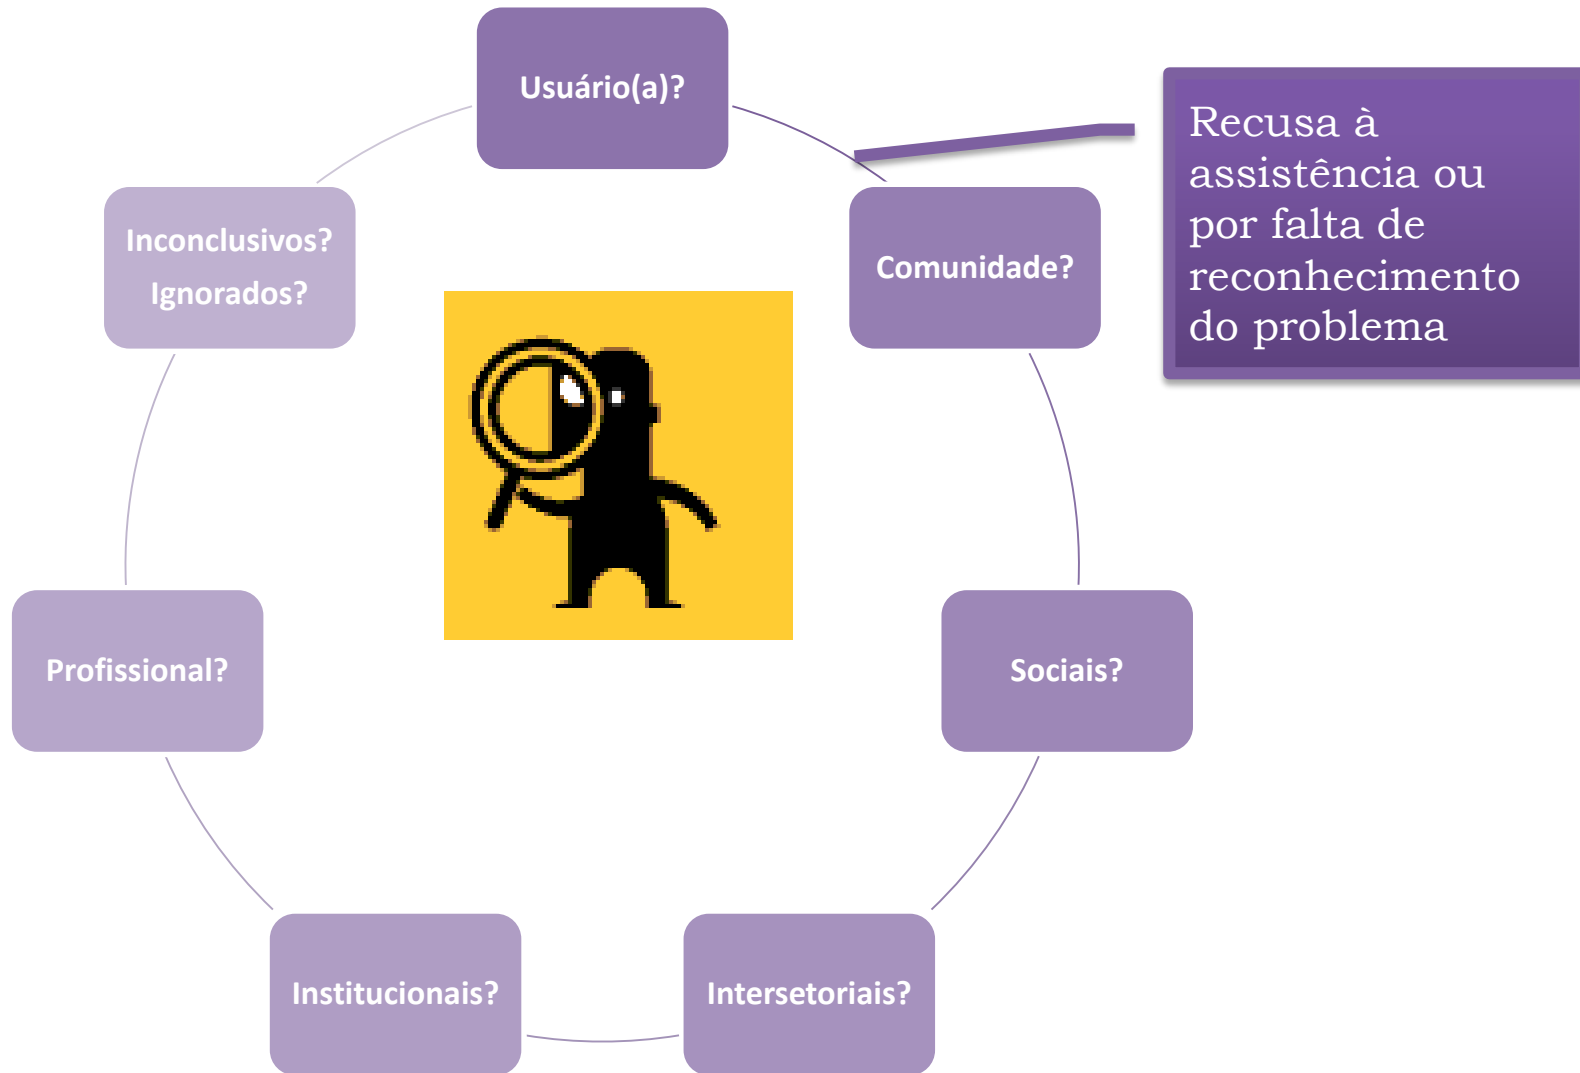 Usuário(a)?
Recusa à
assistência ou
por falta de
reconhecimento
do problema
Comunidade?
Sociais?
Intersetoriais?
Institucionais?
Profissional?
Inconclusivos?
Ignorados?